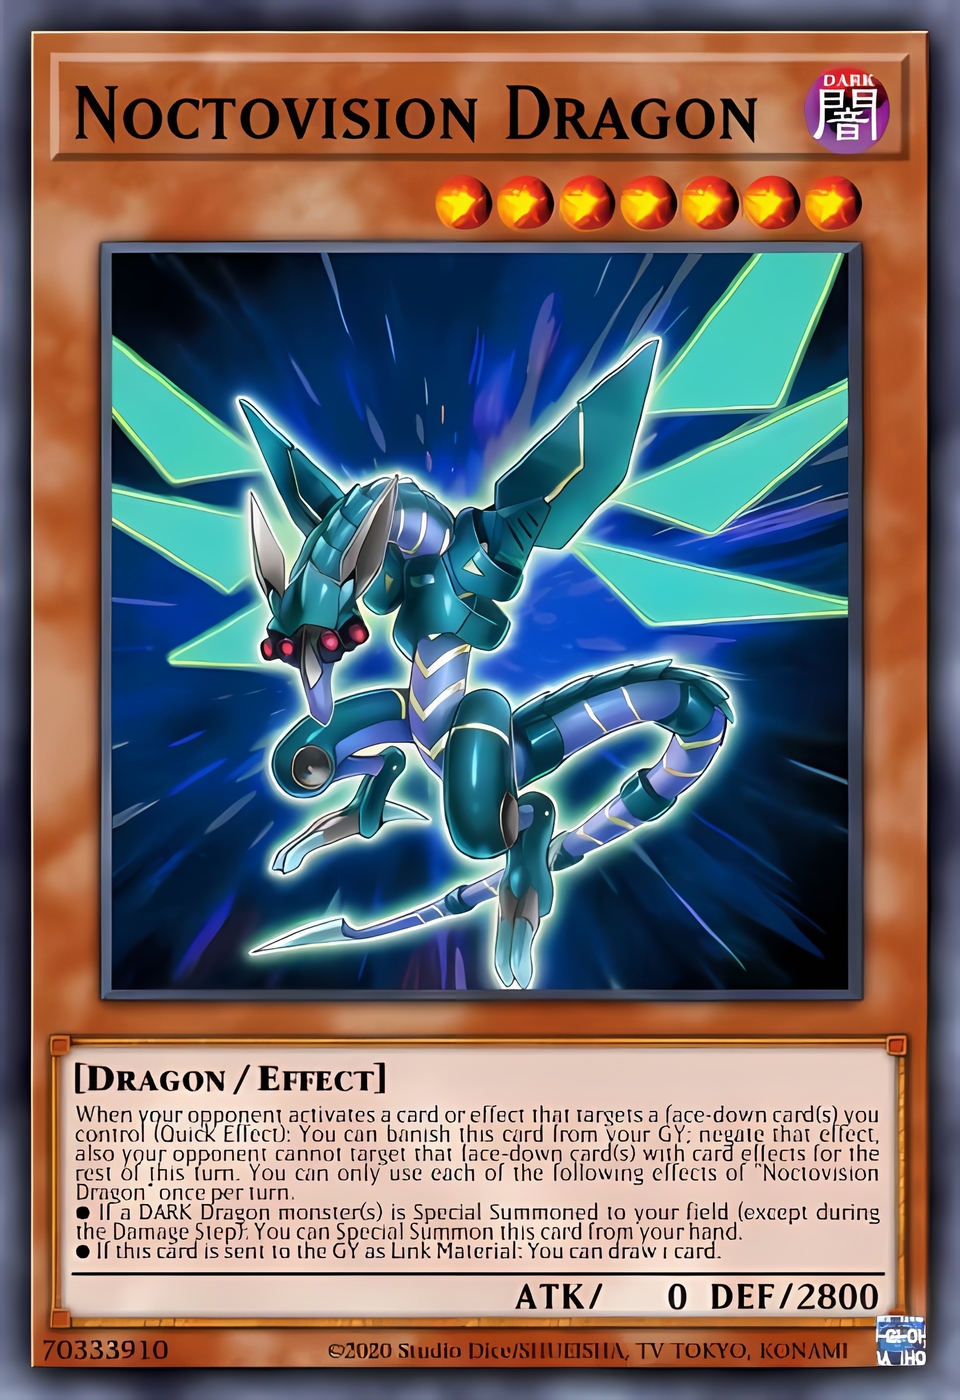 Noctovision Dragon
DARK
闇
[Dragon / Effect]
When your opponent activates a card or effect that targets a face-down card(s) you
control (Quick Effect): You can banish this card from your GY; negate that effect,
also your opponent cannot target that face-down card(s) with card effects for the
rest of this turn. You can only use each of the following effects of "Noctovision
Dragon" once per turn.
● If a DARK Dragon monster(s) is Special Summoned to your field (except during
the Damage Step): You can Special Summon this card from your hand.
● If this card is sent to the GY as Link Material: You can draw 1 card.
ATK/ 0 DEF/2800
70333910
©2020 Studio Dice/SHUEISHA, TV TOKYO, KONAMI